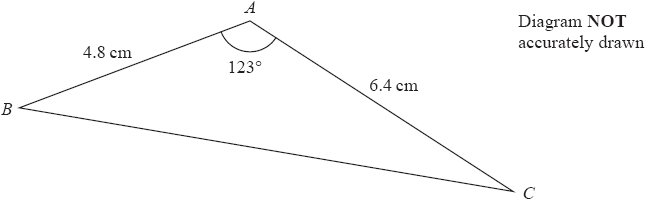 A
Diagram NOT
accurately drawn
4.8 cm
123°
6.4 cm
B
C